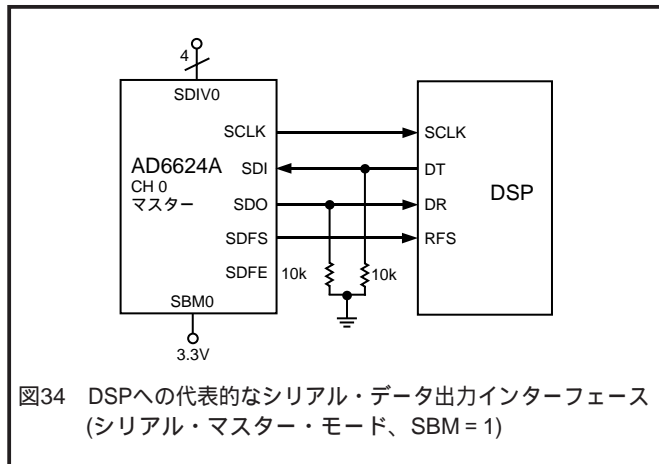 4
SDIV0
SCLK
SCLK
AD6624A
SDI
DT
CH 0
マスター
SDO
DR
DSP
SDFS
RFS
SDFE
10k
10k
SBM0
3.3V
図34 DSPへの代表的なシリアル・データ出力インターフェース
(シリアル・マスター・モード、SBM = 1)